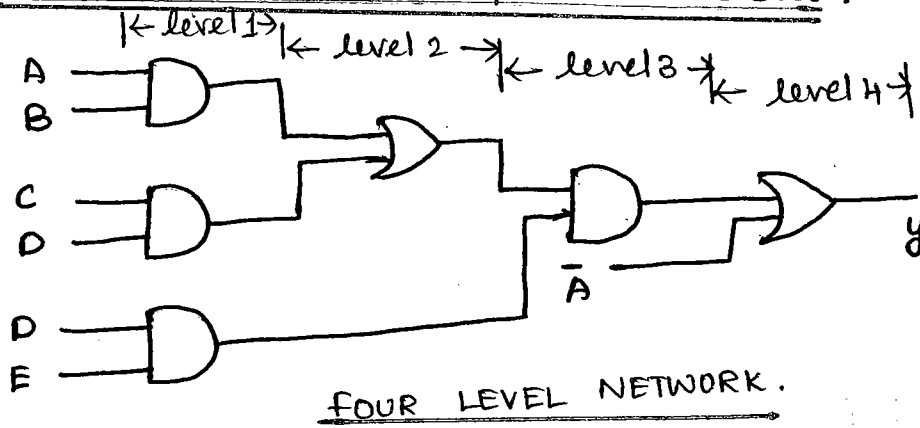 |← level 1 →| ← level 2 →| ← level 3 →| ← level 4 →|
A
B
C
D
D
E
Ā
y
FOUR LEVEL NETWORK.